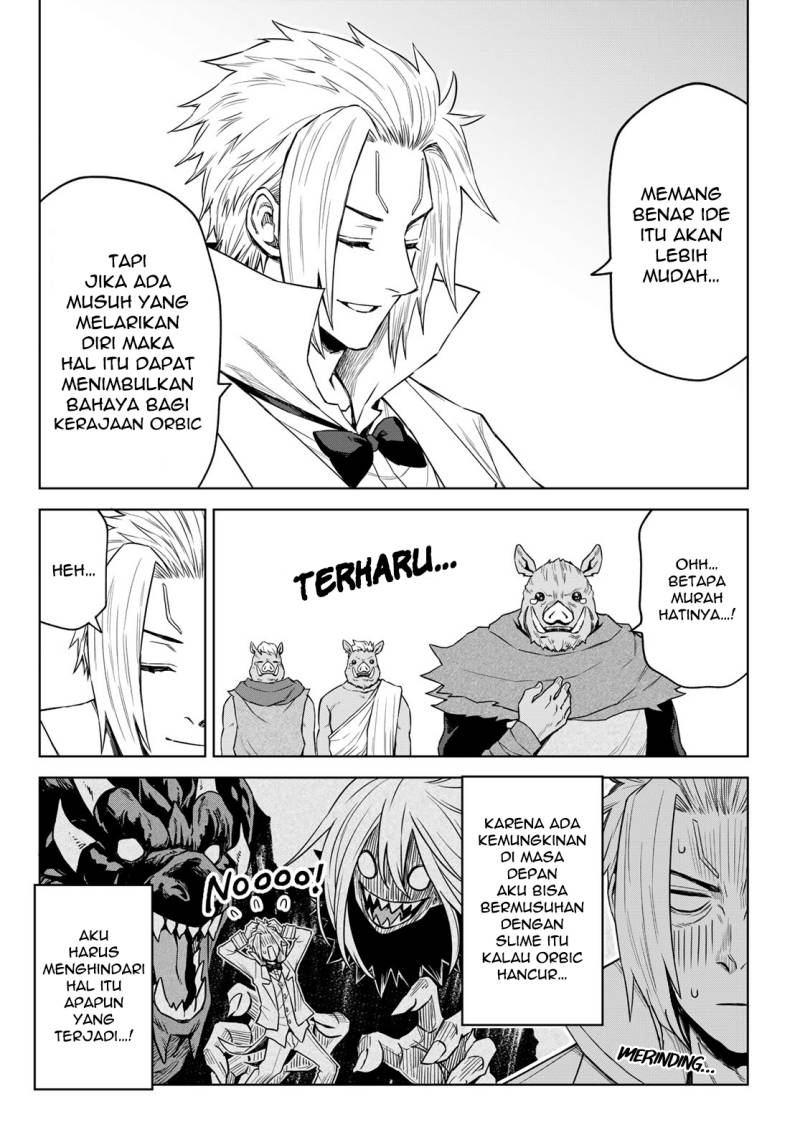 MEMANG
BENAR IDE
ITU AKAN
LEBIH
MUDAH...
TAPI
JIKA ADA
MUSUH YANG
MELARIKAN
DIRI MAKA
HAL ITU DAPAT
MENIMBULKAN
BAHAYA BAGI
KERAJAAN ORBIC
OHH...
BETAPA
MURAH
HATINYA...!
TERHARU...
HEH...
KARENA ADA
KEMUNGKINAN
DI MASA
DEPAN
AKU BISA
BERMUSUHAN
DENGAN
SLIME ITU
KALAU ORBIC
HANCUR...
MERINDING...
NOOOO!
AKU
HARUS
MENGHINDARI
HAL ITU
APAPUN
YANG
TERJADI...!